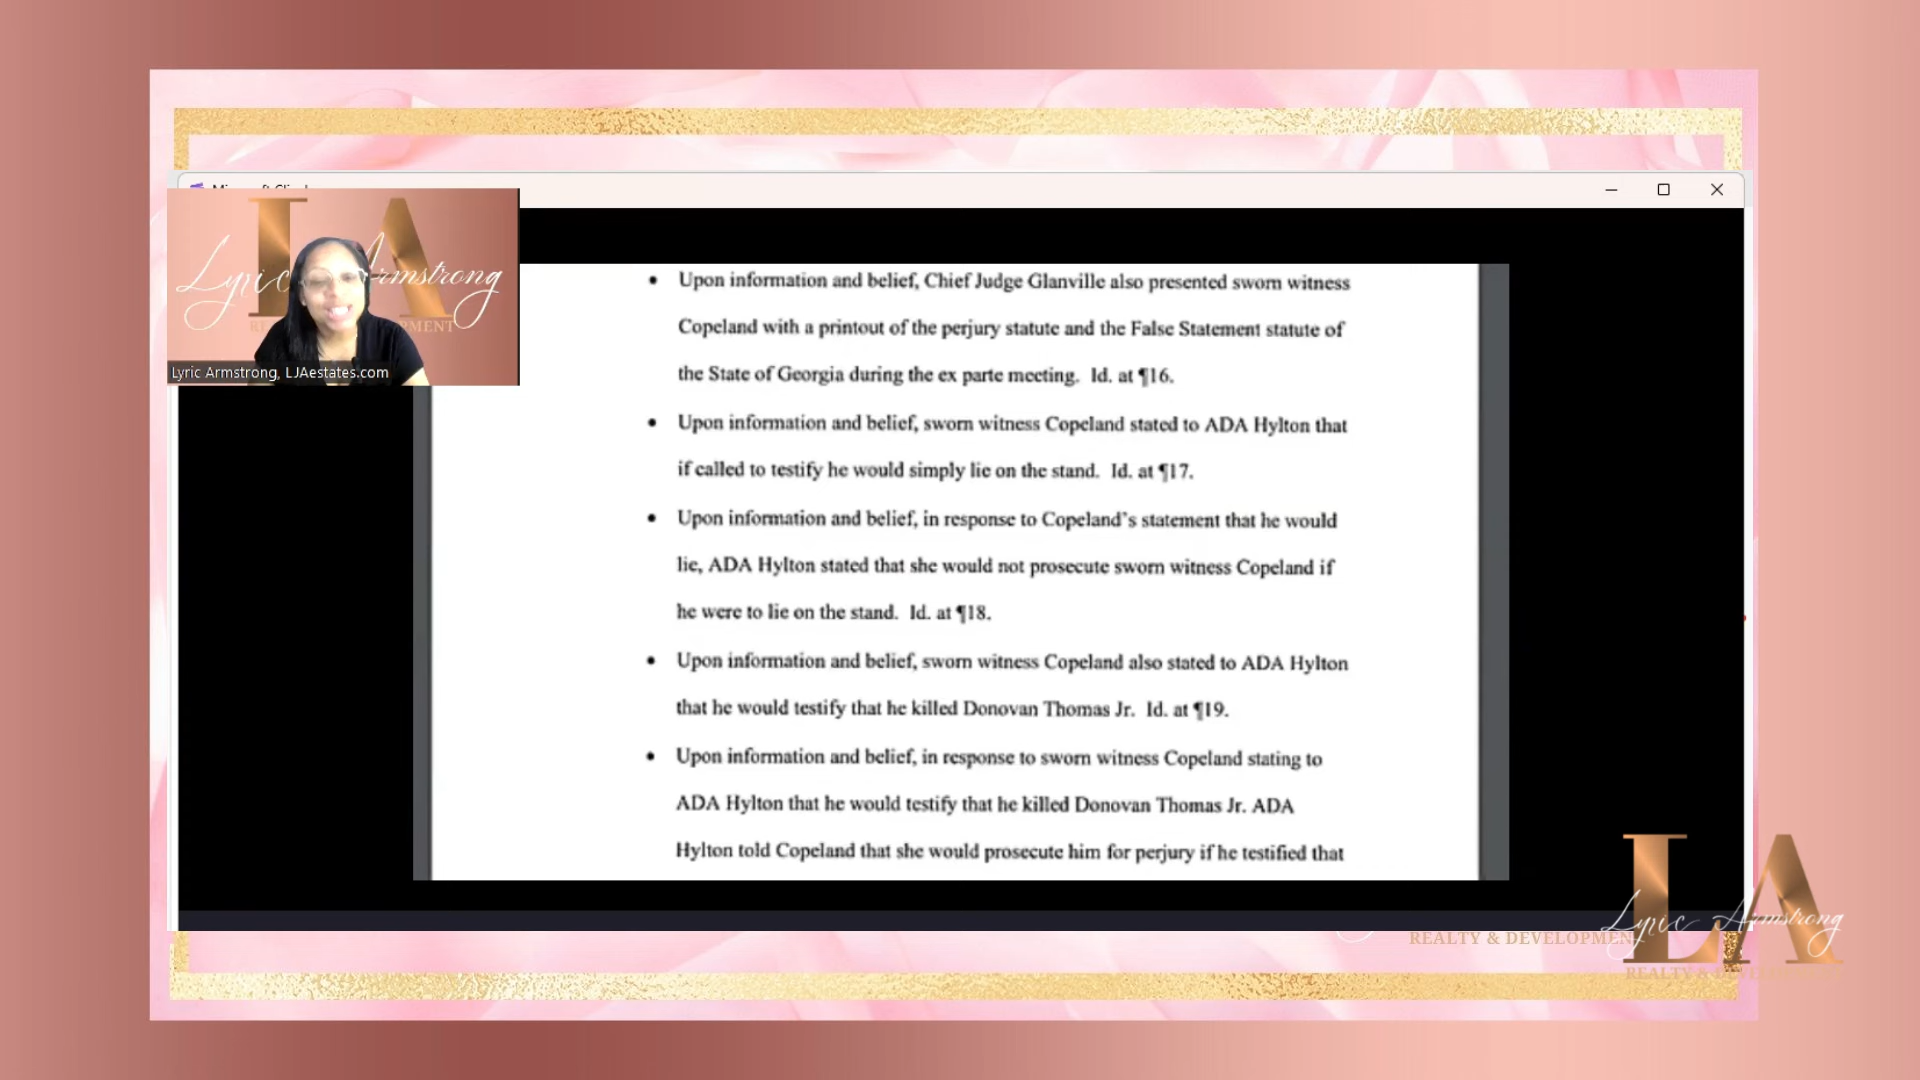 LA
Lyric Armstrong
Lyric Armstrong, LJAestates.com
Upon information and belief, Chief Judge Glanville also presented sworn witness
Copeland with a printout of the perjury statute and the False Statement statute of
the State of Georgia during the ex parte meeting. Id. at ¶16.
Upon information and belief, sworn witness Copeland stated to ADA Hylton that
if called to testify he would simply lie on the stand. Id. at ¶17.
Upon information and belief, in response to Copeland's statement that he would
lie, ADA Hylton stated that she would not prosecute sworn witness Copeland if
he were to lie on the stand. Id. at ¶18.
Upon information and belief, sworn witness Copeland also stated to ADA Hylton
that he would testify that he killed Donovan Thomas Jr. Id. at ¶19.
Upon information and belief, in response to sworn witness Copeland stating to
ADA Hylton that he would testify that he killed Donovan Thomas Jr. ADA
Hylton told Copeland that she would prosecute him for perjury if he testified that
LA
Lyric Armstrong
REALTY & DEVELOPMEN
REALTY &